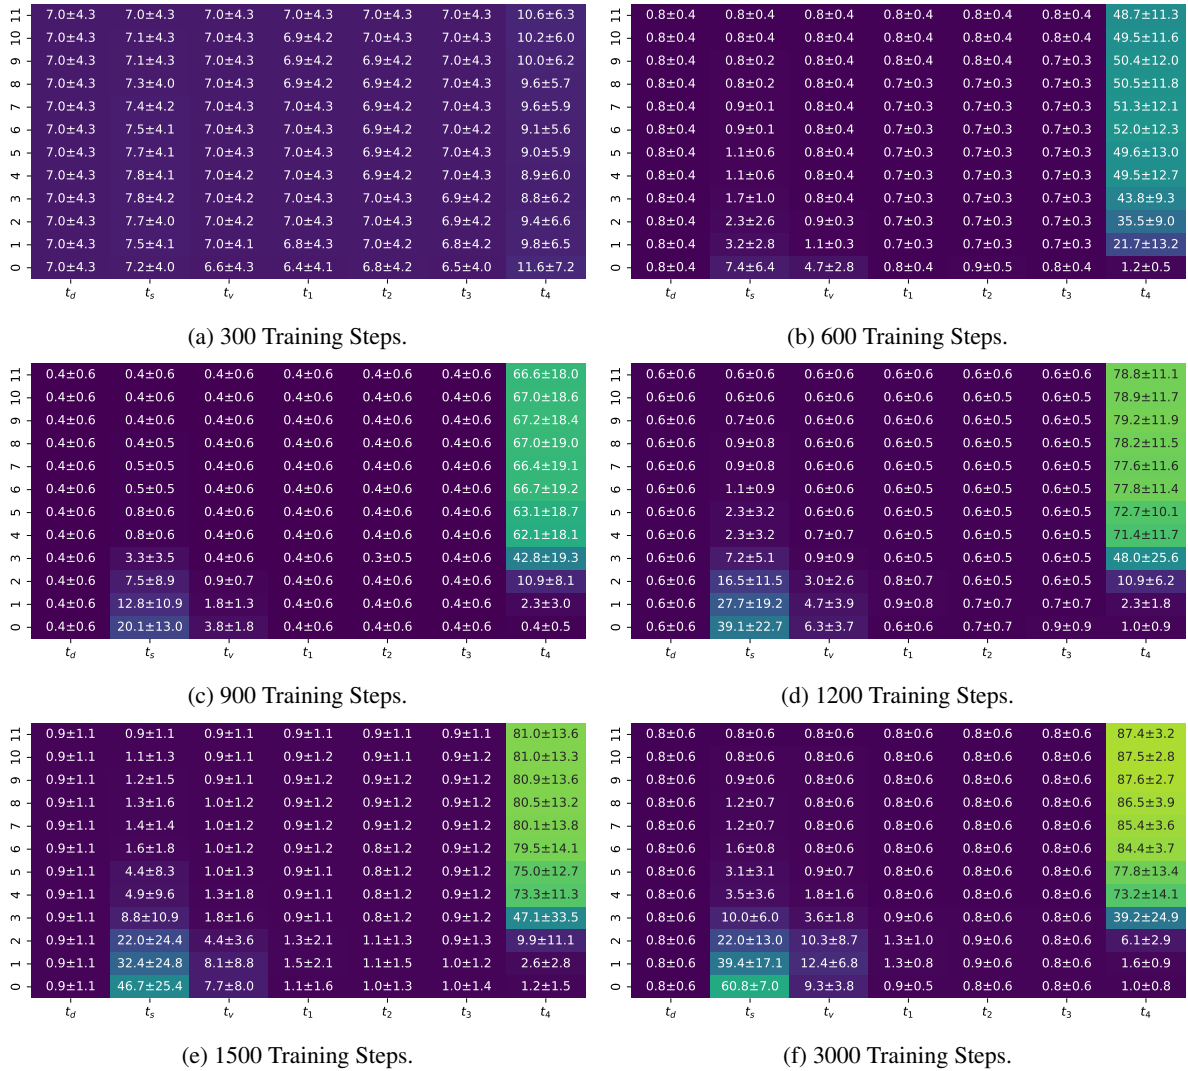 11 7.0±4.3 7.0±4.3 7.0±4.3 7.0±4.3 7.0±4.3 7.0±4.3 10.6±6.3
10 7.0±4.3 7.1±4.3 7.0±4.3 6.9±4.2 7.0±4.3 7.0±4.3 10.2±6.0
9 7.0±4.3 7.1±4.3 7.0±4.3 6.9±4.2 6.9±4.2 7.0±4.3 10.0±6.2
8 7.0±4.3 7.3±4.0 7.0±4.3 7.0±4.3 6.9±4.2 7.0±4.3 9.6±5.7
7 7.0±4.3 7.4±4.2 7.0±4.3 7.0±4.3 6.9±4.2 7.0±4.3 9.6±5.9
6 7.0±4.3 7.5±4.1 7.0±4.3 7.0±4.3 6.9±4.2 7.0±4.2 9.1±5.6
5 7.0±4.3 7.7±4.1 7.0±4.3 7.0±4.3 6.9±4.2 7.0±4.3 9.0±5.9
4 7.0±4.3 7.8±4.1 7.0±4.2 7.0±4.3 6.9±4.2 7.0±4.3 8.9±6.0
3 7.0±4.3 7.8±4.2 7.0±4.2 7.0±4.3 7.0±4.3 6.9±4.2 8.8±6.2
2 7.0±4.3 7.7±4.0 7.0±4.2 7.0±4.3 7.0±4.3 6.9±4.2 9.4±6.6
1 7.0±4.3 7.5±4.1 7.0±4.1 6.8±4.3 7.0±4.2 6.8±4.2 9.8±6.5
0 7.0±4.3 7.2±4.0 6.6±4.3 6.4±4.1 6.8±4.2 6.5±4.0 11.6±7.2
t_d t_s t_v t_1 t_2 t_3 t_4
(a) 300 Training Steps.
11 0.8±0.4 0.8±0.4 0.8±0.4 0.8±0.4 0.8±0.4 0.8±0.4 48.7±11.3
10 0.8±0.4 0.8±0.4 0.8±0.4 0.8±0.4 0.8±0.4 0.8±0.4 49.5±11.6
9 0.8±0.4 0.8±0.2 0.8±0.4 0.8±0.4 0.8±0.4 0.7±0.3 50.4±12.0
8 0.8±0.4 0.8±0.2 0.8±0.4 0.7±0.3 0.7±0.3 0.7±0.3 50.5±11.8
7 0.8±0.4 0.9±0.1 0.8±0.4 0.7±0.3 0.7±0.3 0.7±0.3 51.3±12.1
6 0.8±0.4 0.9±0.1 0.8±0.4 0.7±0.3 0.7±0.3 0.7±0.3 52.0±12.3
5 0.8±0.4 1.1±0.6 0.8±0.4 0.7±0.3 0.7±0.3 0.7±0.3 49.6±13.0
4 0.8±0.4 1.1±0.6 0.8±0.4 0.7±0.3 0.7±0.3 0.7±0.3 49.5±12.7
3 0.8±0.4 1.7±1.0 0.8±0.4 0.7±0.3 0.7±0.3 0.7±0.3 43.8±9.3
2 0.8±0.4 2.3±2.6 0.9±0.3 0.7±0.3 0.7±0.3 0.7±0.3 35.5±9.0
1 0.8±0.4 3.2±2.8 1.1±0.3 0.7±0.3 0.7±0.3 0.7±0.3 21.7±13.2
0 0.8±0.4 7.4±6.4 4.7±2.8 0.8±0.4 0.9±0.5 0.8±0.4 1.2±0.5
t_d t_s t_v t_1 t_2 t_3 t_4
(b) 600 Training Steps.
11 0.4±0.6 0.4±0.6 0.4±0.6 0.4±0.6 0.4±0.6 0.4±0.6 66.6±18.0
10 0.4±0.6 0.4±0.6 0.4±0.6 0.4±0.6 0.4±0.6 0.4±0.6 67.0±18.6
9 0.4±0.6 0.4±0.6 0.4±0.6 0.4±0.6 0.4±0.6 0.4±0.6 67.2±18.4
8 0.4±0.6 0.4±0.5 0.4±0.6 0.4±0.6 0.4±0.6 0.4±0.6 67.0±19.0
7 0.4±0.6 0.5±0.5 0.4±0.6 0.4±0.6 0.4±0.6 0.4±0.6 66.4±19.1
6 0.4±0.6 0.5±0.5 0.4±0.6 0.4±0.6 0.4±0.6 0.4±0.6 66.7±19.2
5 0.4±0.6 0.8±0.6 0.4±0.6 0.4±0.6 0.4±0.6 0.4±0.6 63.1±18.7
4 0.4±0.6 0.8±0.6 0.4±0.6 0.4±0.6 0.4±0.6 0.4±0.6 62.1±18.1
3 0.4±0.6 3.3±3.5 0.4±0.6 0.4±0.6 0.3±0.5 0.4±0.6 42.8±19.3
2 0.4±0.6 7.5±8.9 0.9±0.7 0.4±0.6 0.4±0.6 0.4±0.6 10.9±8.1
1 0.4±0.6 12.8±10.9 1.8±1.3 0.4±0.6 0.4±0.6 0.4±0.6 2.3±3.0
0 0.4±0.6 20.1±13.0 3.8±1.8 0.4±0.6 0.4±0.6 0.4±0.6 0.4±0.5
t_d t_s t_v t_1 t_2 t_3 t_4
(c) 900 Training Steps.
11 0.6±0.6 0.6±0.6 0.6±0.6 0.6±0.6 0.6±0.6 0.6±0.6 78.8±11.1
10 0.6±0.6 0.6±0.6 0.6±0.6 0.6±0.5 0.6±0.6 0.6±0.6 78.9±11.7
9 0.6±0.6 0.7±0.6 0.6±0.6 0.6±0.5 0.6±0.5 0.6±0.5 79.2±11.9
8 0.6±0.6 0.9±0.8 0.6±0.6 0.6±0.5 0.6±0.5 0.6±0.5 78.2±11.5
7 0.6±0.6 0.9±0.8 0.6±0.6 0.6±0.5 0.6±0.5 0.6±0.5 77.6±11.6
6 0.6±0.6 1.1±0.9 0.6±0.6 0.6±0.5 0.6±0.5 0.6±0.5 77.8±11.4
5 0.6±0.6 2.3±3.2 0.6±0.6 0.6±0.5 0.6±0.5 0.6±0.5 72.7±10.1
4 0.6±0.6 2.3±3.2 0.7±0.7 0.6±0.5 0.6±0.5 0.6±0.5 71.4±11.7
3 0.6±0.6 7.2±5.1 0.9±0.9 0.6±0.6 0.6±0.5 0.6±0.5 48.0±25.6
2 0.6±0.6 16.5±11.5 3.0±2.6 0.8±0.7 0.6±0.5 0.6±0.6 10.9±6.2
1 0.6±0.6 27.7±19.2 4.7±3.9 0.9±0.8 0.7±0.7 0.7±0.7 2.3±1.8
0 0.6±0.6 39.1±22.7 6.3±3.7 0.6±0.6 0.7±0.7 0.9±0.9 1.0±0.9
t_d t_s t_v t_1 t_2 t_3 t_4
(d) 1200 Training Steps.
11 0.9±1.1 0.9±1.1 0.9±1.1 0.9±1.1 0.9±1.1 0.9±1.1 81.0±13.6
10 0.9±1.1 1.1±1.3 0.9±1.1 0.9±1.2 0.9±1.1 0.9±1.2 81.0±13.3
9 0.9±1.1 1.2±1.5 0.9±1.1 0.9±1.2 0.9±1.2 0.9±1.2 80.9±13.6
8 0.9±1.1 1.3±1.6 1.0±1.2 0.9±1.2 0.9±1.2 0.9±1.2 80.5±13.2
7 0.9±1.1 1.4±1.4 1.0±1.2 0.9±1.2 0.9±1.2 0.9±1.2 80.1±13.8
6 0.9±1.1 1.6±1.8 1.0±1.2 0.9±1.2 0.8±1.2 0.9±1.2 79.5±14.1
5 0.9±1.1 4.4±8.3 1.0±1.3 0.9±1.1 0.8±1.2 0.9±1.2 75.0±12.7
4 0.9±1.1 4.9±9.6 1.3±1.8 0.9±1.1 0.8±1.2 0.9±1.2 73.3±11.3
3 0.9±1.1 8.8±10.9 1.8±1.6 0.9±1.1 0.8±1.2 0.9±1.2 47.1±33.5
2 0.9±1.1 22.0±24.4 4.4±3.6 1.3±2.1 1.1±1.3 0.9±1.3 9.9±11.1
1 0.9±1.1 32.4±24.8 8.1±8.8 1.5±2.1 1.1±1.5 1.0±1.2 2.6±2.8
0 0.9±1.1 46.7±25.4 7.7±8.0 1.1±1.6 1.0±1.3 1.0±1.4 1.2±1.5
t_d t_s t_v t_1 t_2 t_3 t_4
(e) 1500 Training Steps.
11 0.8±0.6 0.8±0.6 0.8±0.6 0.8±0.6 0.8±0.6 0.8±0.6 87.4±3.2
10 0.8±0.6 0.8±0.6 0.8±0.6 0.8±0.6 0.8±0.6 0.8±0.6 87.5±2.8
9 0.8±0.6 0.9±0.6 0.8±0.6 0.8±0.6 0.8±0.6 0.8±0.6 87.6±2.7
8 0.8±0.6 1.2±0.7 0.8±0.6 0.8±0.6 0.8±0.6 0.8±0.6 86.5±3.9
7 0.8±0.6 1.2±0.7 0.8±0.6 0.8±0.6 0.8±0.6 0.8±0.6 85.4±3.6
6 0.8±0.6 1.6±0.8 0.8±0.6 0.8±0.6 0.8±0.6 0.8±0.6 84.4±3.7
5 0.8±0.6 3.1±3.1 0.9±0.7 0.8±0.6 0.8±0.6 0.8±0.6 77.8±13.4
4 0.8±0.6 3.5±3.6 1.8±1.6 0.8±0.6 0.8±0.6 0.8±0.6 73.2±14.1
3 0.8±0.6 10.0±6.0 3.6±1.8 0.9±0.6 0.8±0.6 0.8±0.6 39.2±24.9
2 0.8±0.6 22.0±13.0 10.3±8.7 1.3±1.0 0.9±0.6 0.8±0.6 6.1±2.9
1 0.8±0.6 39.4±17.1 12.4±6.8 1.3±0.8 0.9±0.6 0.8±0.6 1.6±0.9
0 0.8±0.6 60.8±7.0 9.3±3.8 0.9±0.5 0.8±0.6 0.8±0.6 1.0±0.8
t_d t_s t_v t_1 t_2 t_3 t_4
(f) 3000 Training Steps.